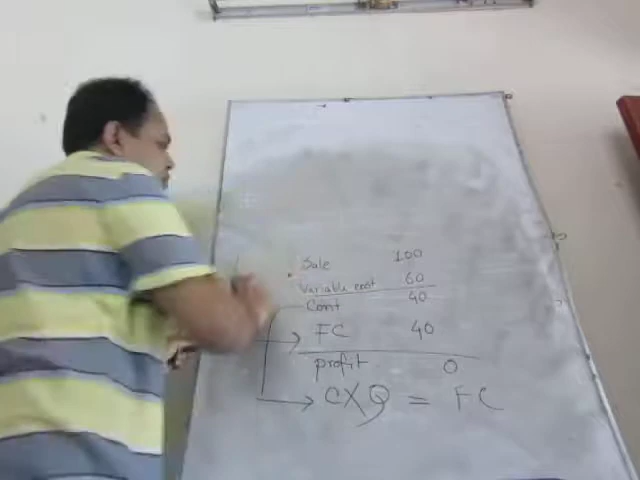 Sale 100
Variable cost 60
Cont 40
FC 40
profit 0
C X Q = FC